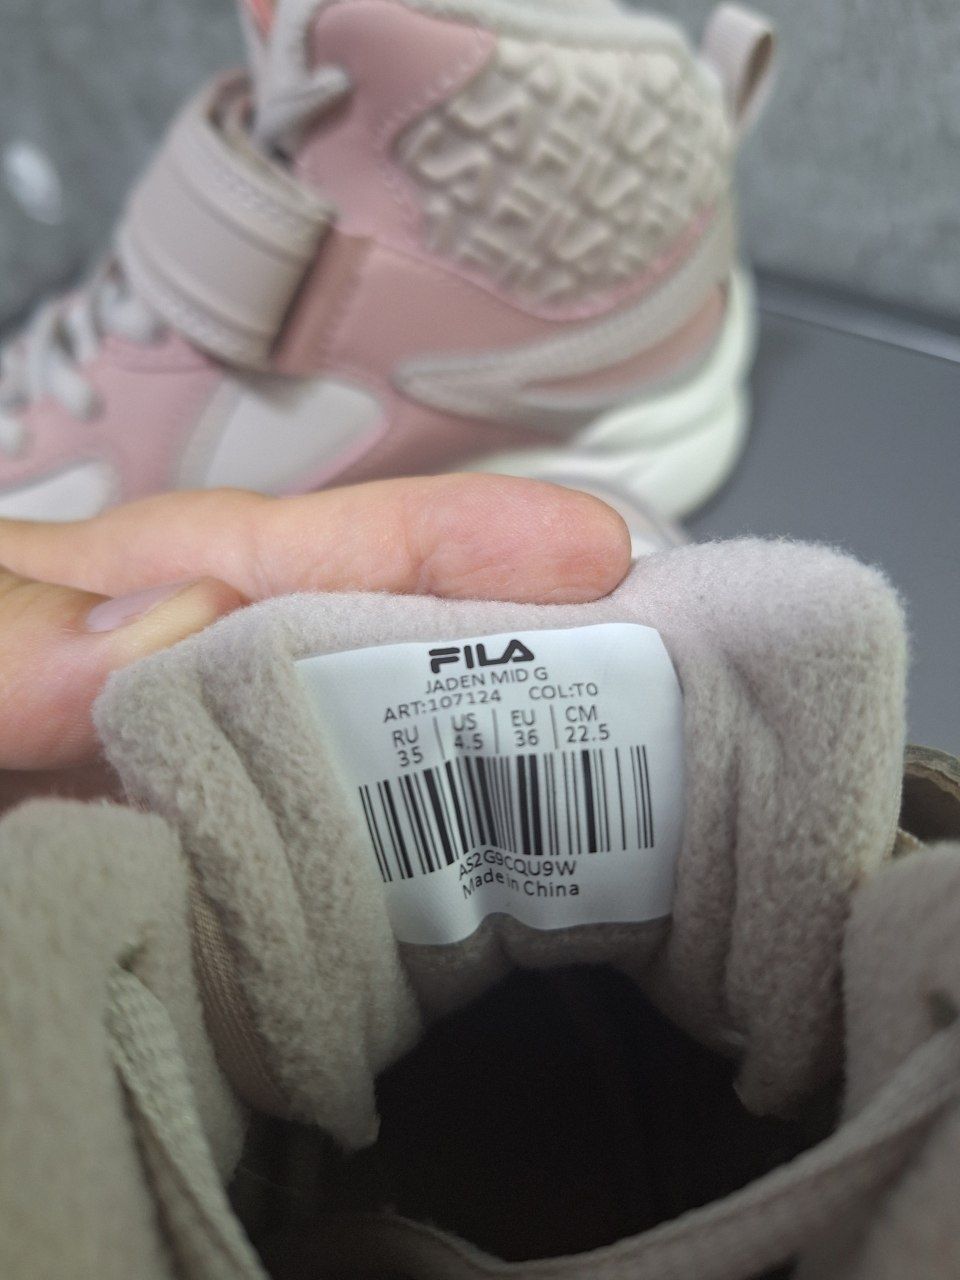 FILA
JADEN MID G
ART:107124 COL:T0
RU US EU CM
35 4.5 36 22.5
AS2G9CQU9W
Made in China